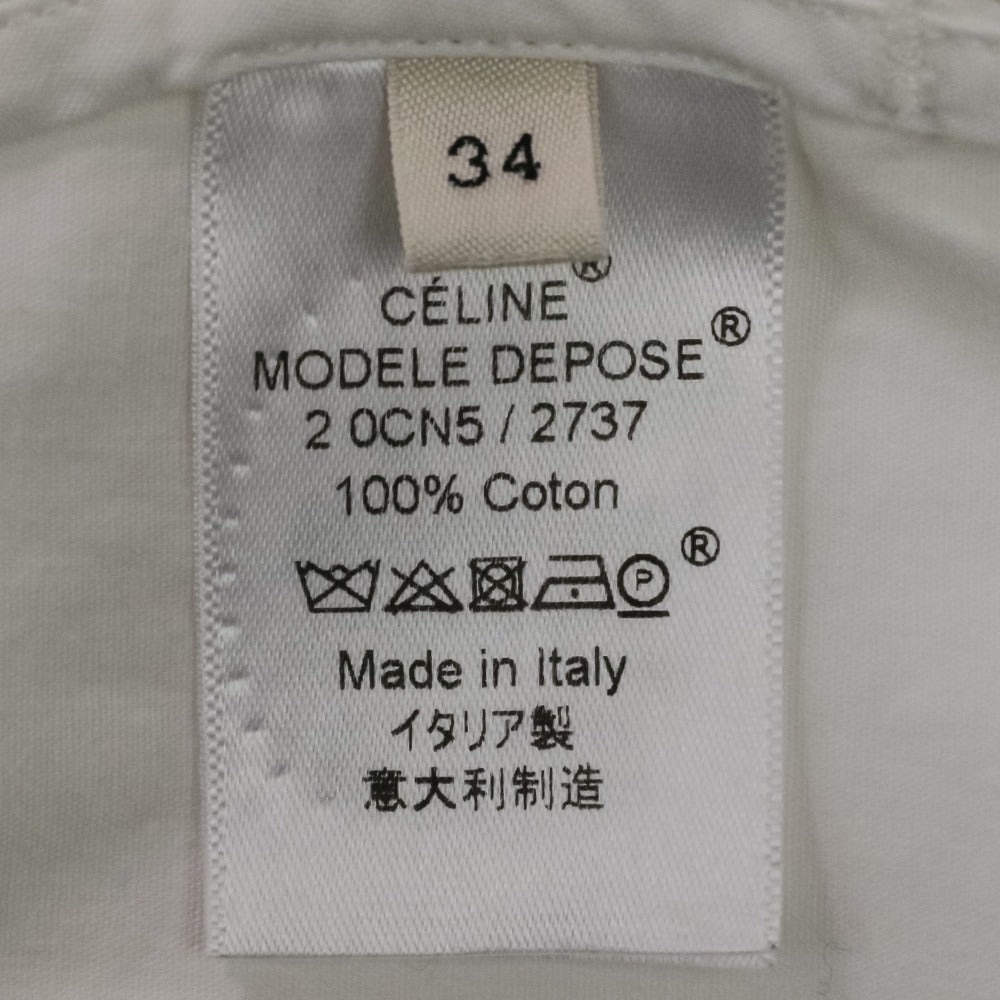 34
CÉLINE®
MODELE DEPOSE®
2 0CN5 / 2737
100% Coton
P ®
Made in Italy
イタリア製
意大利制造